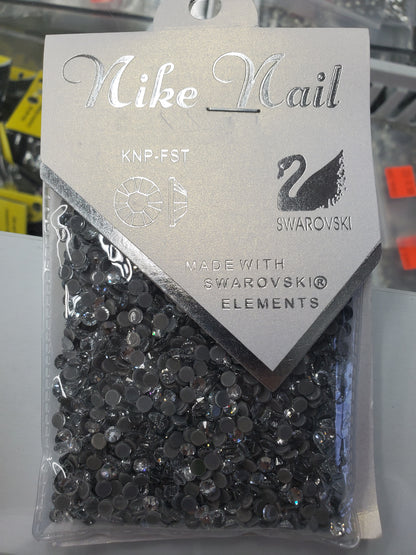 Nike Nail
KNP-FST
SWAROVSKI
MADE WITH
SWAROVSKI®
ELEMENTS